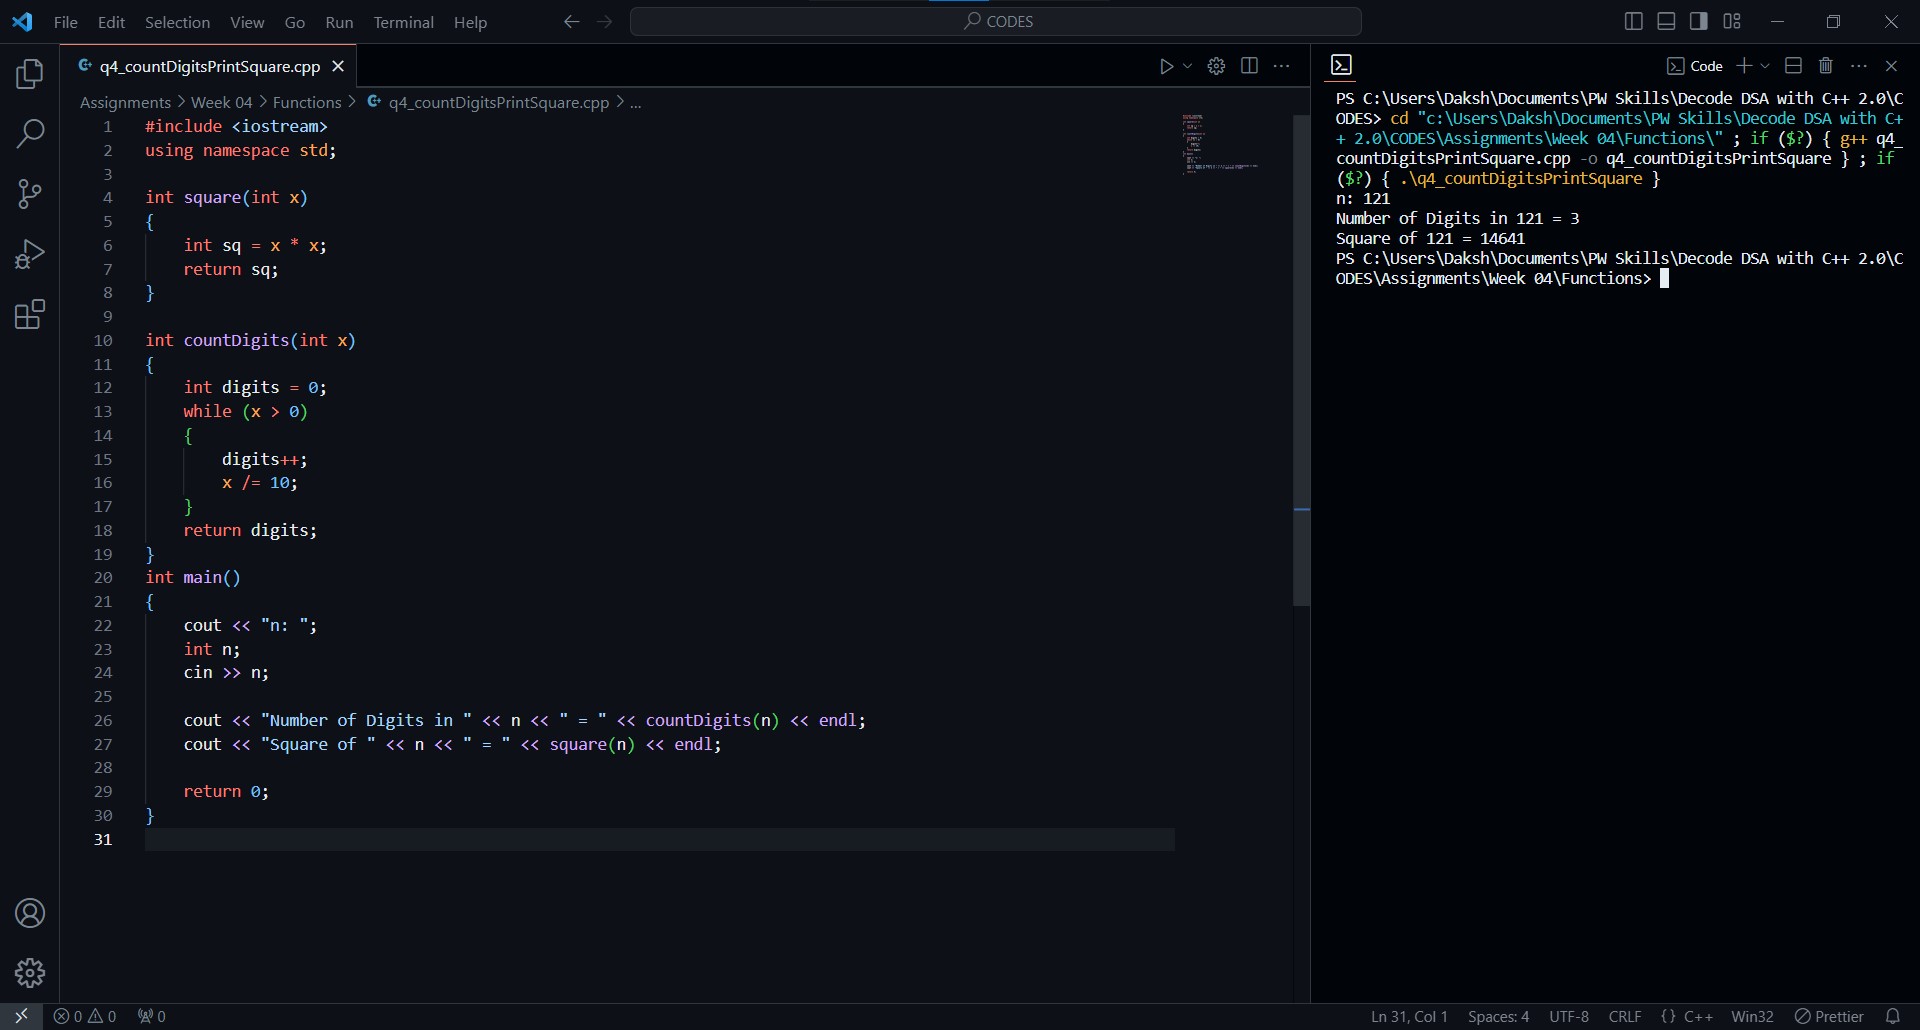 File Edit Selection View Go Run Terminal Help CODES
q4_countDigitsPrintSquare.cpp
Assignments > Week 04 > Functions > q4_countDigitsPrintSquare.cpp > ...
1 #include <iostream>
2 using namespace std;
3
4 int square(int x)
5 {
6     int sq = x * x;
7     return sq;
8 }
9
10 int countDigits(int x)
11 {
12     int digits = 0;
13     while (x > 0)
14     {
15         digits++;
16         x /= 10;
17     }
18     return digits;
19 }
20 int main()
21 {
22     cout << "n: ";
23     int n;
24     cin >> n;
25
26     cout << "Number of Digits in " << n << " = " << countDigits(n) << endl;
27     cout << "Square of " << n << " = " << square(n) << endl;
28
29     return 0;
30 }
31
Code
PS C:\Users\Daksh\Documents\PW Skills\Decode DSA with C++ 2.0\C
ODES> cd "c:\Users\Daksh\Documents\PW Skills\Decode DSA with C+
+ 2.0\CODES\Assignments\Week 04\Functions\" ; if ($?) { g++ q4_
countDigitsPrintSquare.cpp -o q4_countDigitsPrintSquare } ; if
($?) { .\q4_countDigitsPrintSquare }
n: 121
Number of Digits in 121 = 3
Square of 121 = 14641
PS C:\Users\Daksh\Documents\PW Skills\Decode DSA with C++ 2.0\C
ODES\Assignments\Week 04\Functions>
0 0 0 Ln 31, Col 1 Spaces: 4 UTF-8 CRLF {} C++ Win32 Prettier